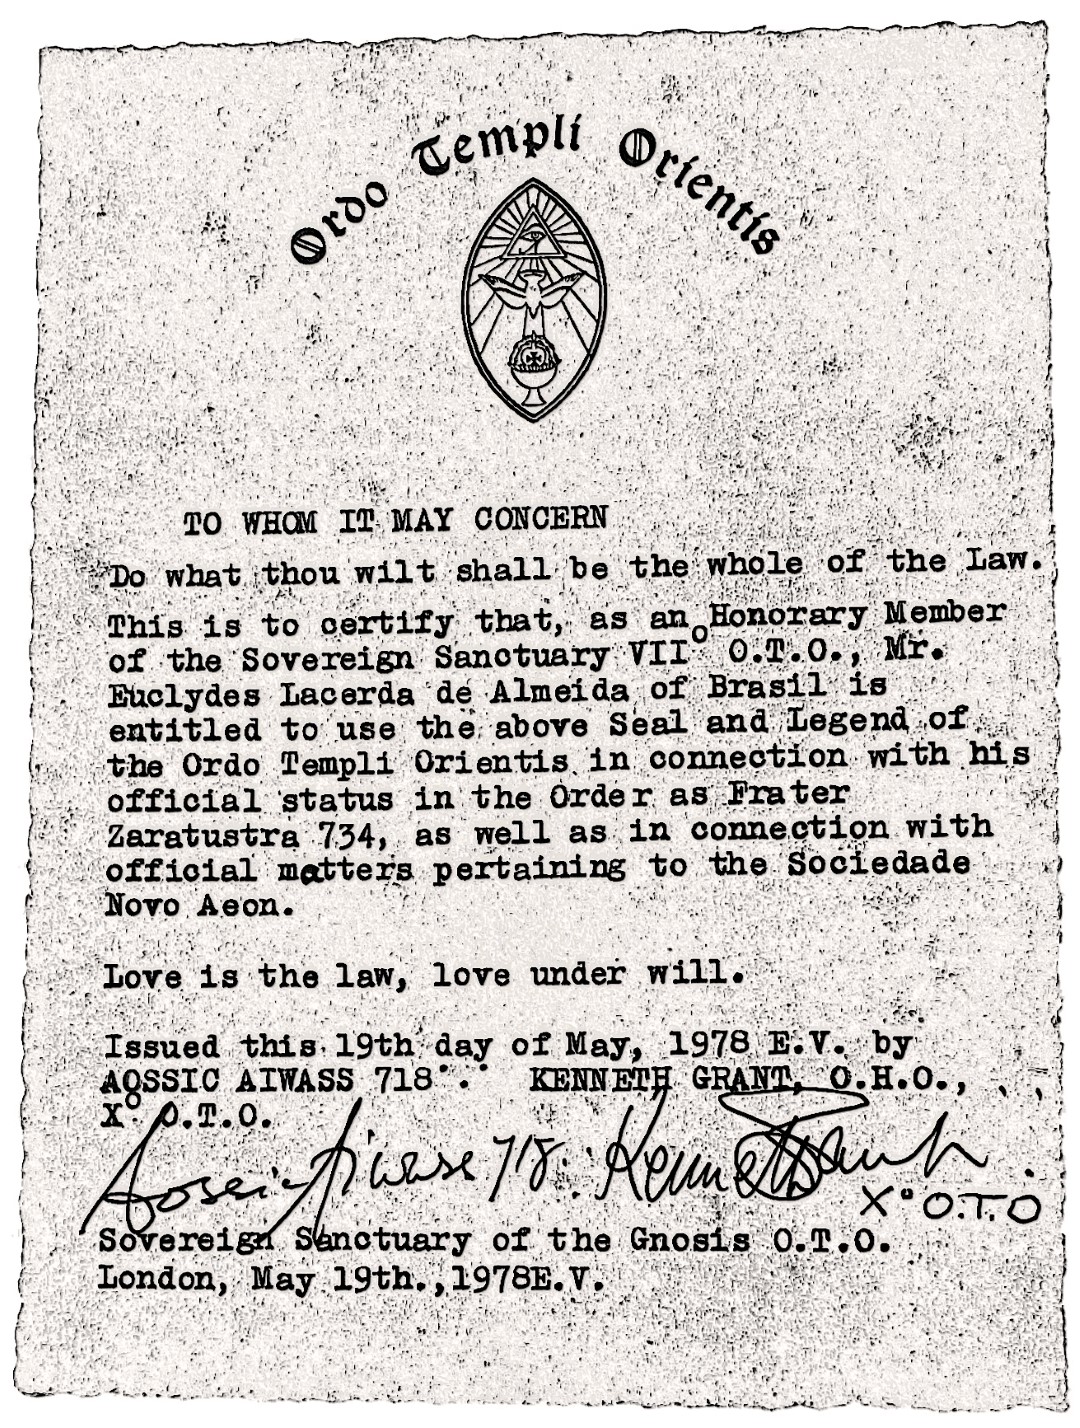 Ordo Templi Orientis
TO WHOM IT MAY CONCERN
Do what thou wilt shall be the whole of the Law.
This is to certify that, as an Honorary Member
of the Sovereign Sanctuary VII° O.T.O., Mr.
Euclydes Lacerda de Almeida of Brasil is
entitled to use the above Seal and Legend of
the Ordo Templi Orientis in connection with his
official status in the Order as Frater
Zaratustra 734, as well as in connection with
official matters pertaining to the Sociedade
Novo Aeon.
Love is the law, love under will.
Issued this 19th day of May, 1978 E.V. by
AOSSIC AIWASS 718∴ KENNETH GRANT, O.H.O.,
X° O.T.O.
Aossic Aiwass 718∴ Kenneth Grant
X° O.T.O
Sovereign Sanctuary of the Gnosis O.T.O.
London, May 19th.,1978E.V.